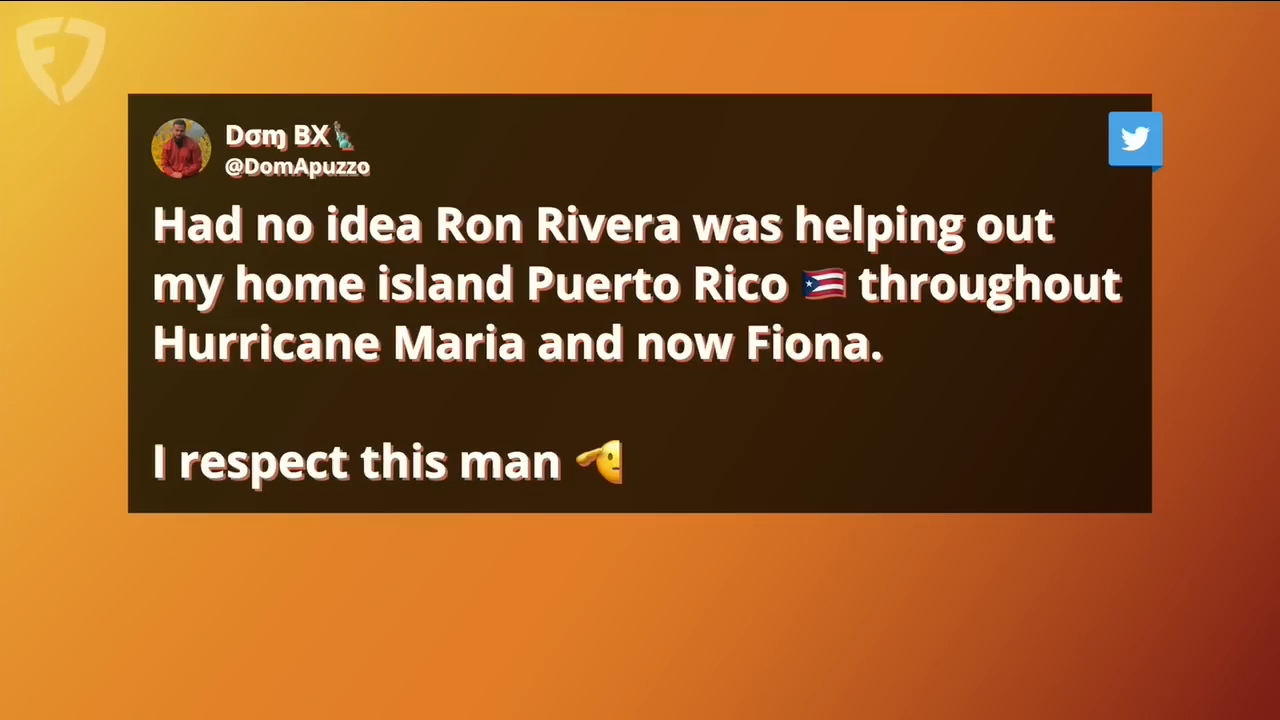 Dσɱ BX🗽
@DomApuzzo
Had no idea Ron Rivera was helping out
my home island Puerto Rico 🇵🇷 throughout
Hurricane Maria and now Fiona.
I respect this man 🫡